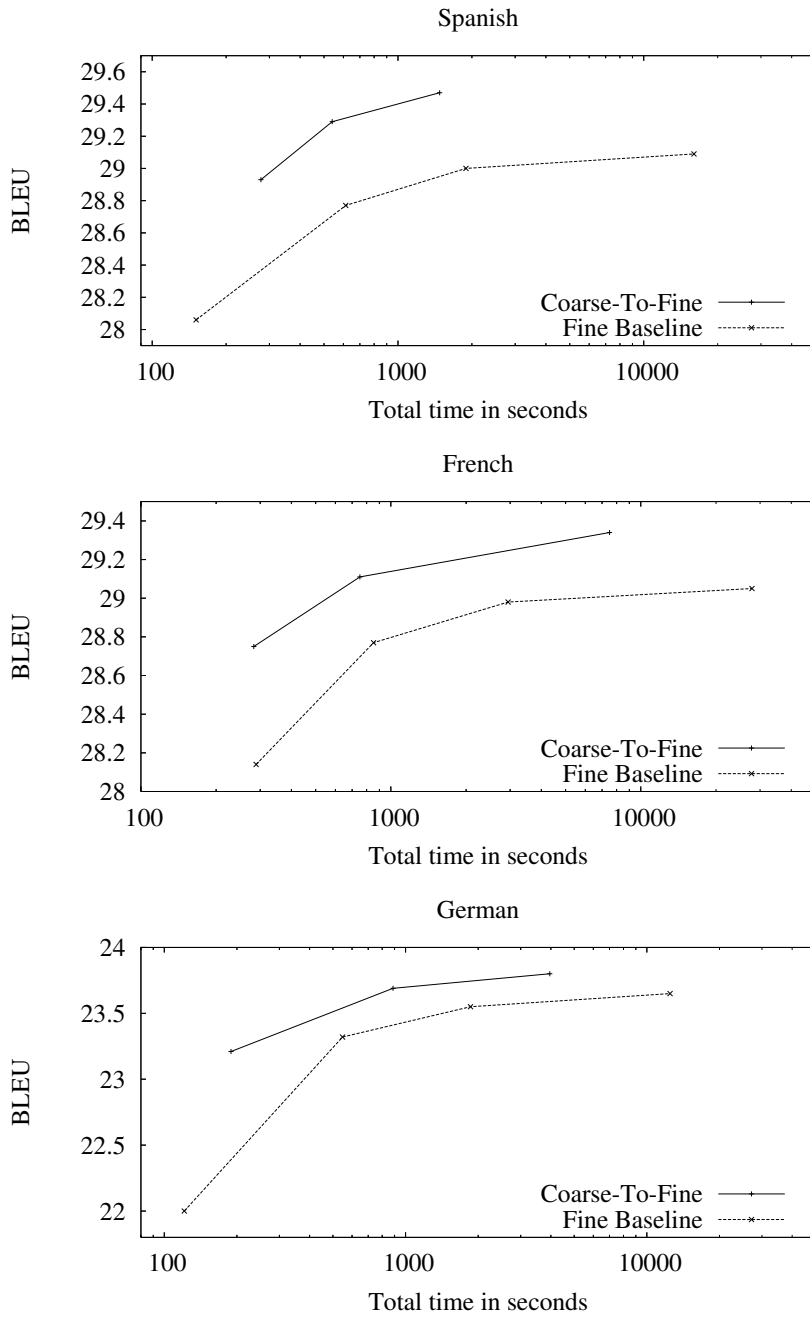 Spanish
29.6
29.4
29.2
29
28.8
28.6
28.4
28.2
28
BLEU
Coarse-To-Fine
Fine Baseline
100 1000 10000
Total time in seconds
French
29.4
29.2
29
28.8
28.6
28.4
28.2
28
BLEU
Coarse-To-Fine
Fine Baseline
100 1000 10000
Total time in seconds
German
24
23.5
23
22.5
22
BLEU
Coarse-To-Fine
Fine Baseline
100 1000 10000
Total time in seconds